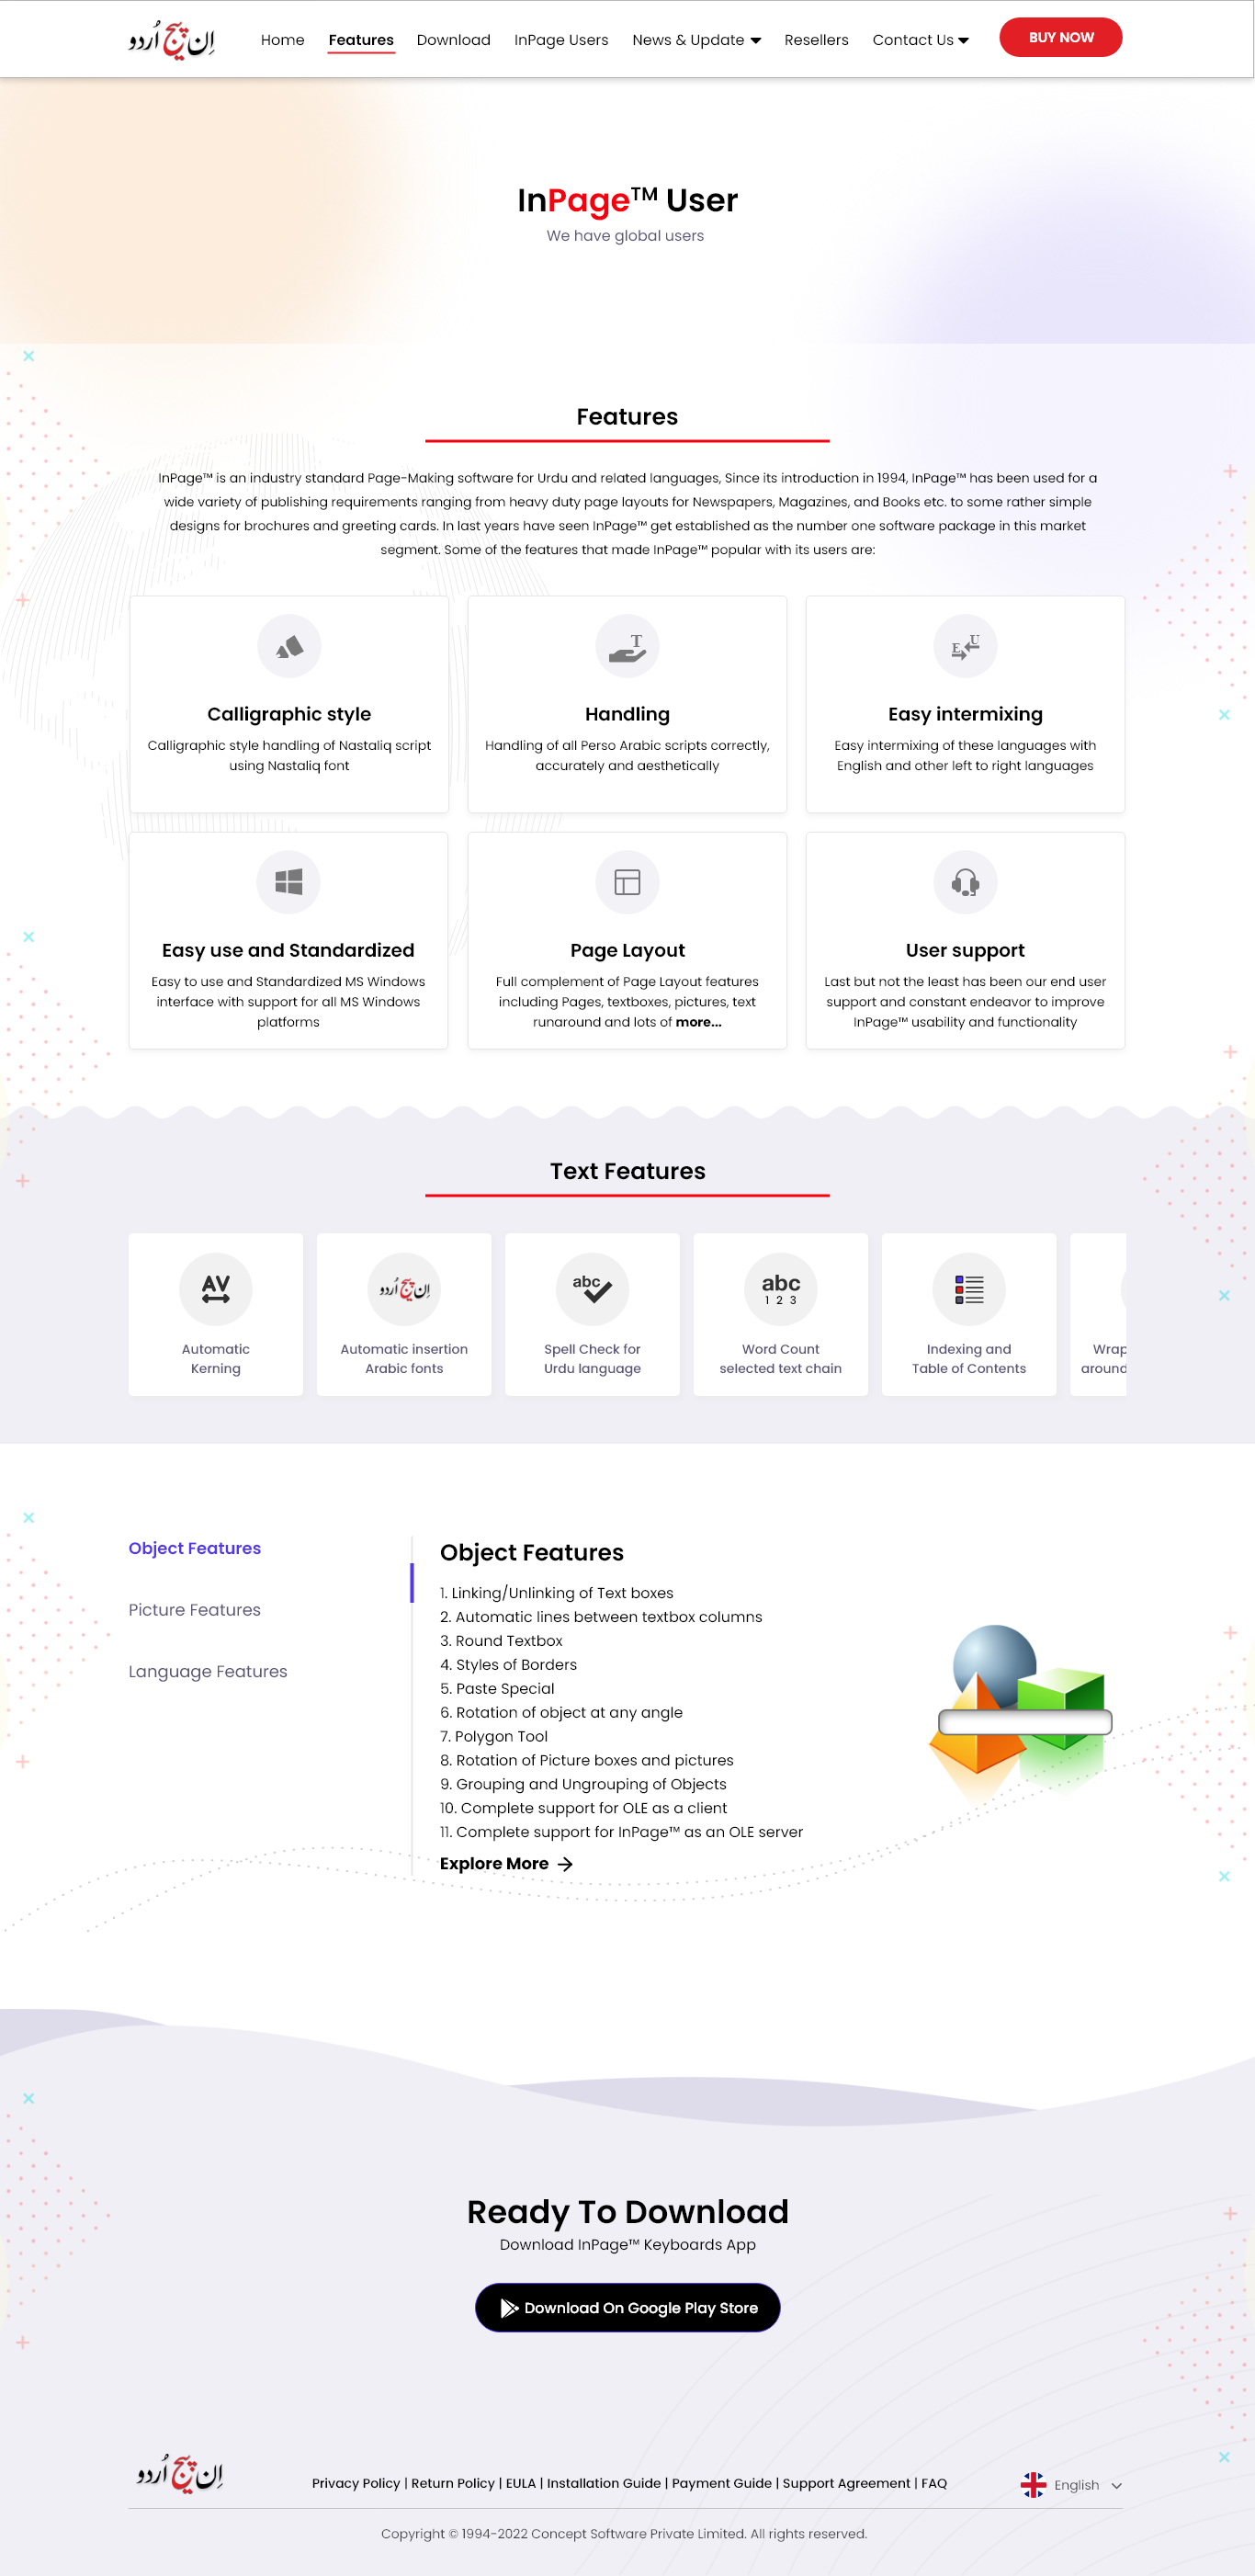 اِن پیج اُردو
Home Features Download InPage Users News & Update Resellers Contact Us BUY NOW
InPage™ User
We have global users
Features
InPage™ is an industry standard Page-Making software for Urdu and related languages, Since its introduction in 1994, InPage™ has been used for a
wide variety of publishing requirements ranging from heavy duty page layouts for Newspapers, Magazines, and Books etc. to some rather simple
designs for brochures and greeting cards. In last years have seen InPage™ get established as the number one software package in this market
segment. Some of the features that made InPage™ popular with its users are:
Calligraphic style
Calligraphic style handling of Nastaliq script
using Nastaliq font
T
Handling
Handling of all Perso Arabic scripts correctly,
accurately and aesthetically
E U
Easy intermixing
Easy intermixing of these languages with
English and other left to right languages
Easy use and Standardized
Easy to use and Standardized MS Windows
interface with support for all MS Windows
platforms
Page Layout
Full complement of Page Layout features
including Pages, textboxes, pictures, text
runaround and lots of more...
User support
Last but not the least has been our end user
support and constant endeavor to improve
InPage™ usability and functionality
Text Features
AV
Automatic
Kerning
اِن پیج اُردو
Automatic insertion
Arabic fonts
abc
Spell Check for
Urdu language
abc
1 2 3
Word Count
selected text chain
Indexing and
Table of Contents
Wrap
around
Object Features
Picture Features
Language Features
Object Features
1. Linking/Unlinking of Text boxes
2. Automatic lines between textbox columns
3. Round Textbox
4. Styles of Borders
5. Paste Special
6. Rotation of object at any angle
7. Polygon Tool
8. Rotation of Picture boxes and pictures
9. Grouping and Ungrouping of Objects
10. Complete support for OLE as a client
11. Complete support for InPage™ as an OLE server
Explore More
Ready To Download
Download InPage™ Keyboards App
Download On Google Play Store
اِن پیج اُردو
Privacy Policy | Return Policy | EULA | Installation Guide | Payment Guide | Support Agreement | FAQ
English
Copyright © 1994-2022 Concept Software Private Limited. All rights reserved.